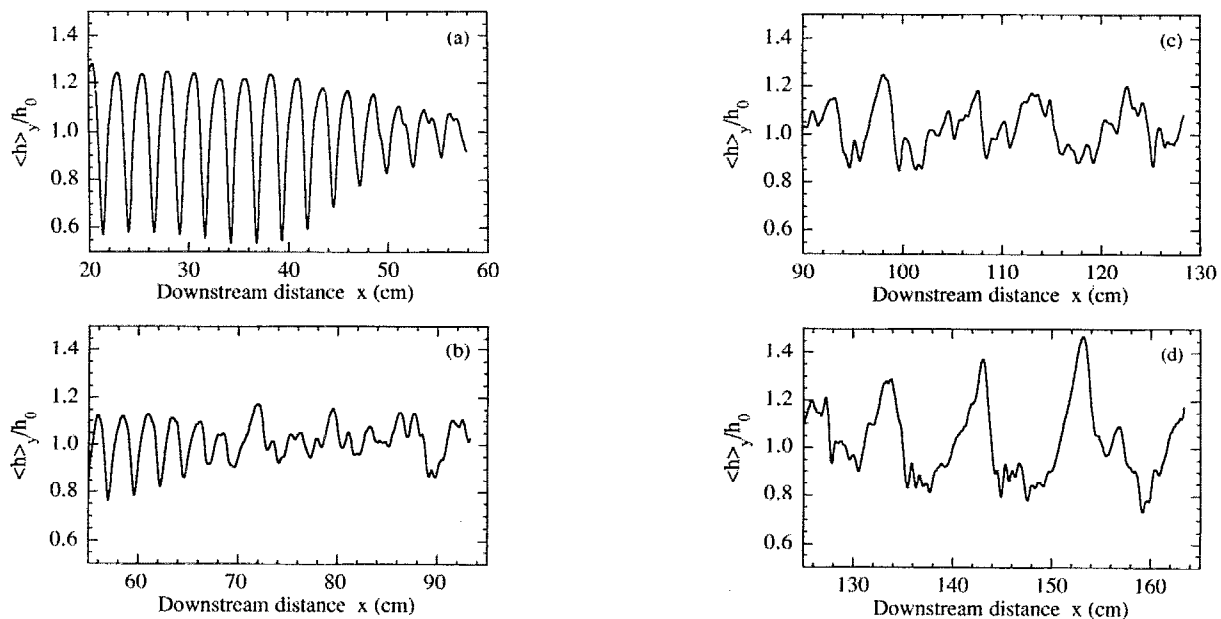 (a)
1.4
1.2
1.0
0.8
0.6
<h>y/h0
20 30 40 50 60
Downstream distance x (cm)
(b)
1.4
1.2
1.0
0.8
0.6
<h>y/h0
60 70 80 90
Downstream distance x (cm)
(c)
1.4
1.2
1.0
0.8
0.6
<h>y/h0
90 100 110 120 130
Downstream distance x (cm)
(d)
1.4
1.2
1.0
0.8
0.6
<h>y/h0
130 140 150 160
Downstream distance x (cm)